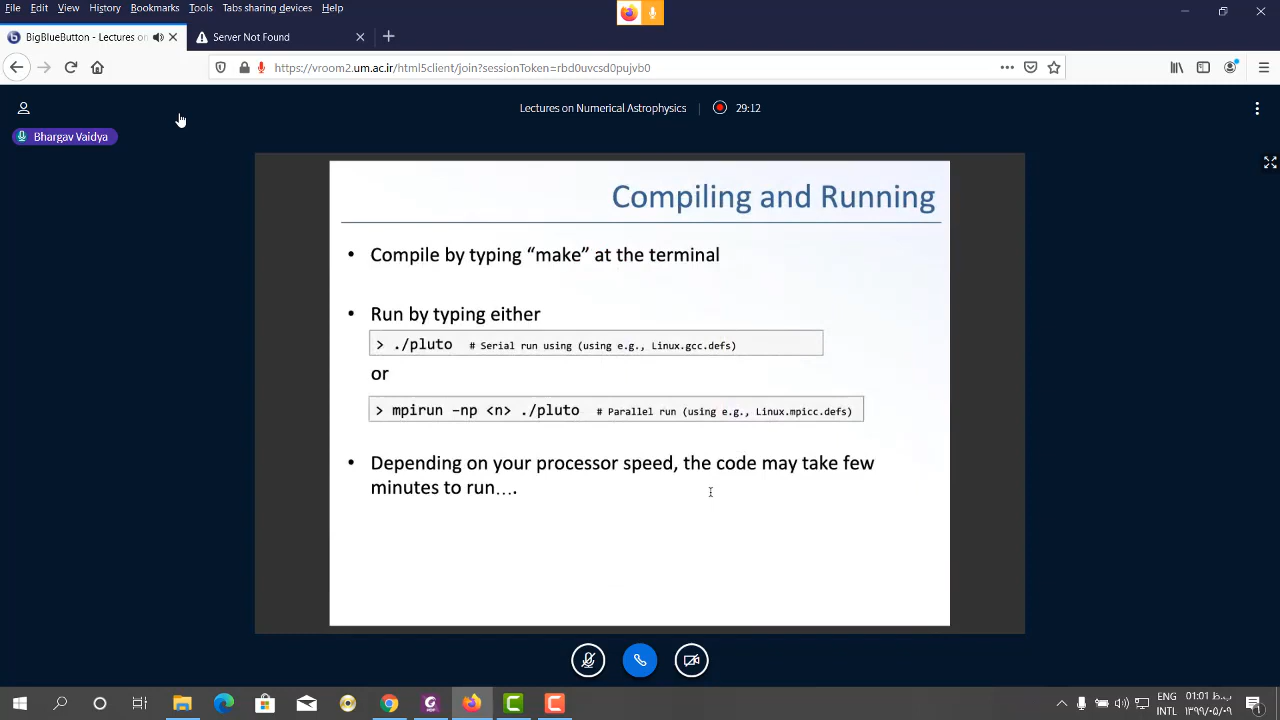 File Edit View History Bookmarks Tools Tabs sharing devices Help
BigBlueButton - Lectures on
Server Not Found
https://vroom2.um.ac.ir/html5client/join?sessionToken=rbd0uvcsd0pujvb0
Lectures on Numerical Astrophysics
29:12
Bhargav Vaidya
Compiling and Running
• Compile by typing “make” at the terminal
• Run by typing either
> ./pluto # Serial run using (using e.g., Linux.gcc.defs)
or
> mpirun –np <n> ./pluto # Parallel run (using e.g., Linux.mpicc.defs)
• Depending on your processor speed, the code may take few
minutes to run….
ENG
INTL
01:01 ب.ظ
۱۳۹۹/۰۵/۰۹
1